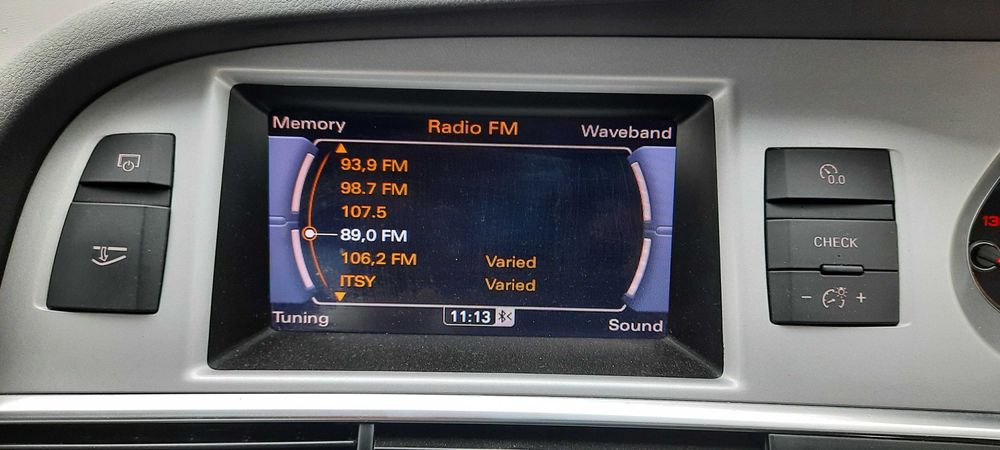 Memory Radio FM Waveband
93,9 FM
98.7 FM
107.5
89,0 FM
106,2 FM Varied
ITSY Varied
Tuning 11:13 Sound
0.0
CHECK
− +
13